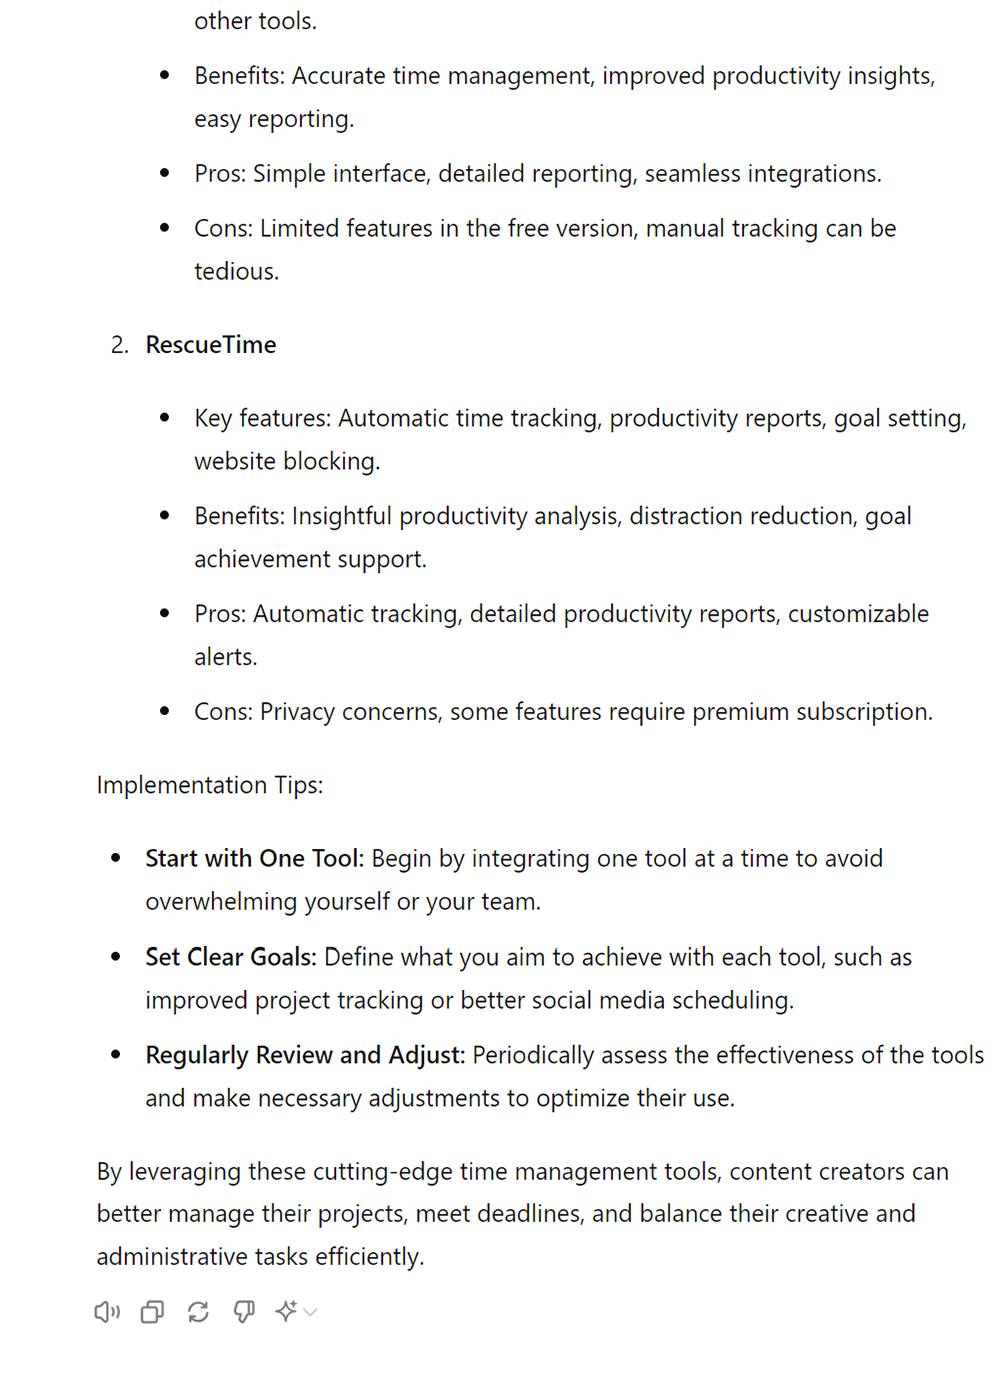 other tools.
• Benefits: Accurate time management, improved productivity insights,
easy reporting.
• Pros: Simple interface, detailed reporting, seamless integrations.
• Cons: Limited features in the free version, manual tracking can be
tedious.
2. RescueTime
• Key features: Automatic time tracking, productivity reports, goal setting,
website blocking.
• Benefits: Insightful productivity analysis, distraction reduction, goal
achievement support.
• Pros: Automatic tracking, detailed productivity reports, customizable
alerts.
• Cons: Privacy concerns, some features require premium subscription.
Implementation Tips:
• Start with One Tool: Begin by integrating one tool at a time to avoid
overwhelming yourself or your team.
• Set Clear Goals: Define what you aim to achieve with each tool, such as
improved project tracking or better social media scheduling.
• Regularly Review and Adjust: Periodically assess the effectiveness of the tools
and make necessary adjustments to optimize their use.
By leveraging these cutting-edge time management tools, content creators can
better manage their projects, meet deadlines, and balance their creative and
administrative tasks efficiently.